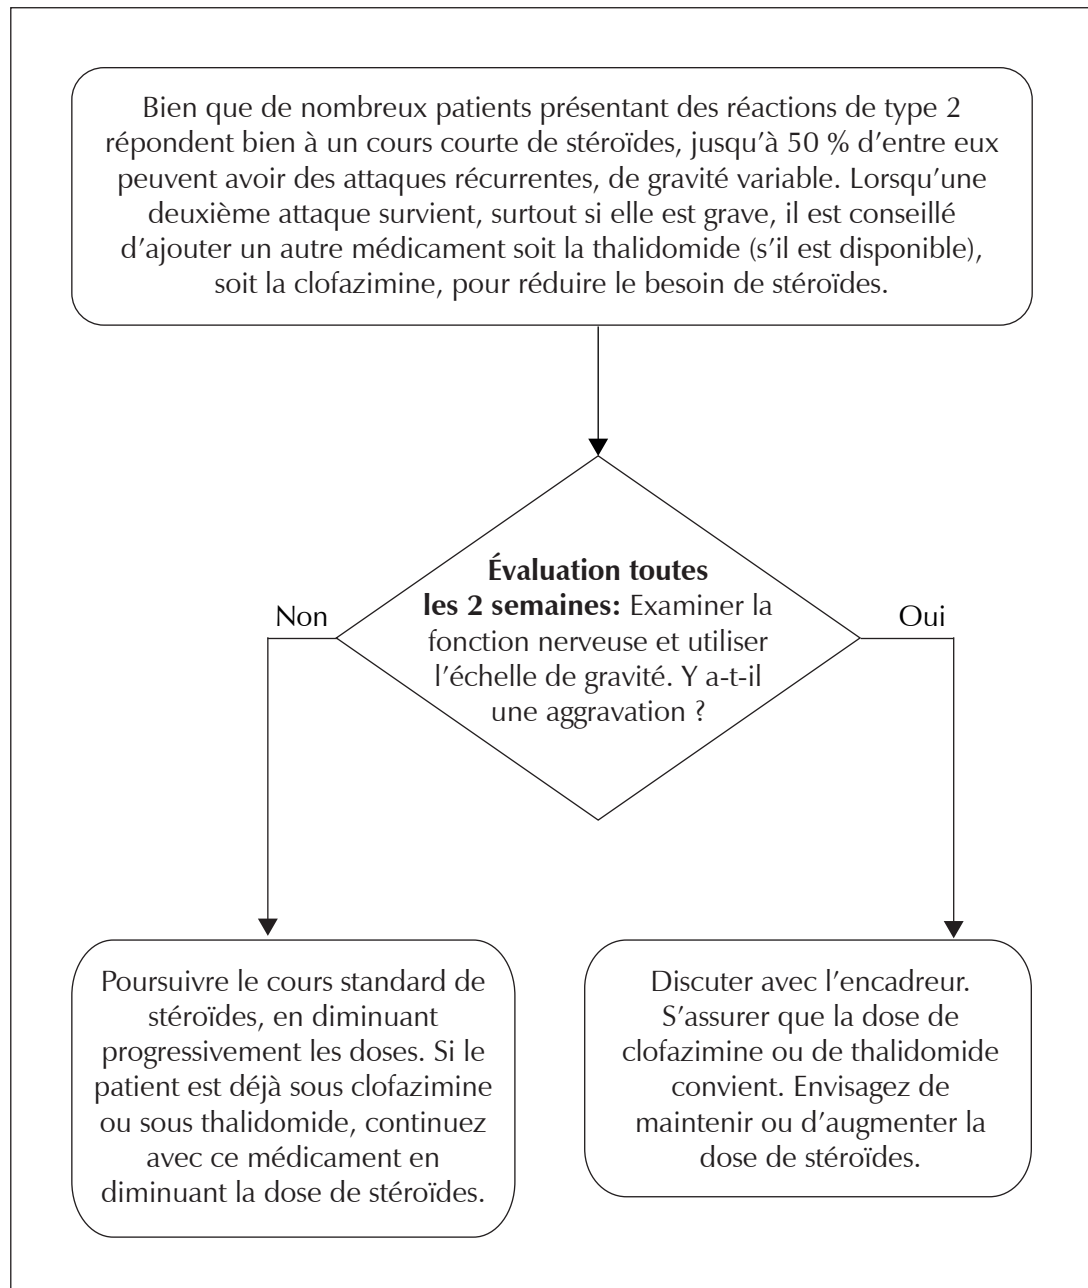 Bien que de nombreux patients présentant des réactions de type 2
répondent bien à un cours courte de stéroïdes, jusqu’à 50 % d’entre eux
peuvent avoir des attaques récurrentes, de gravité variable. Lorsqu’une
deuxième attaque survient, surtout si elle est grave, il est conseillé
d’ajouter un autre médicament soit la thalidomide (s’il est disponible),
soit la clofazimine, pour réduire le besoin de stéroïdes.
Évaluation toutes
les 2 semaines: Examiner la
fonction nerveuse et utiliser
l’échelle de gravité. Y a-t-il
une aggravation ?
Non
Oui
Poursuivre le cours standard de
stéroïdes, en diminuant
progressivement les doses. Si le
patient est déjà sous clofazimine
ou sous thalidomide, continuez
avec ce médicament en
diminuant la dose de stéroïdes.
Discuter avec l’encadreur.
S’assurer que la dose de
clofazimine ou de thalidomide
convient. Envisagez de
maintenir ou d’augmenter la
dose de stéroïdes.